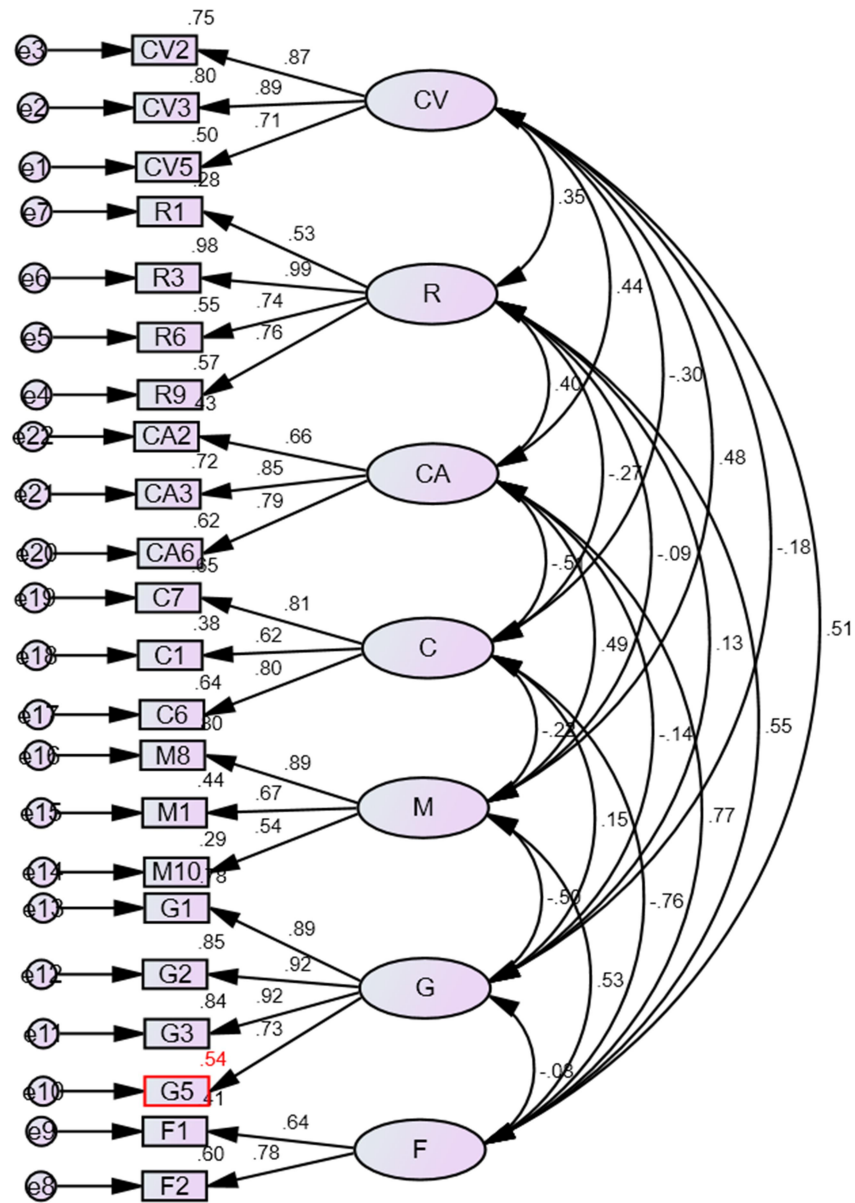 .75
e3 CV2 .87
.80
e2 CV3 .89 CV
.50 .71
e1 CV5
.28
e7 R1 .35
.98 .53
e6 R3 .99 R .44
.55 .74
e5 R6 .76
.57 .40 -.30
e4 R9
.43
e22 CA2 .66
.72 .48
e21 CA3 .85 CA -.27
.62 .79
e20 CA6 -.18
.65 -.51 -.09
e19 C7 .81
.38 .51
e18 C1 .62 C .49 .13
.64 .80
e17 C6
.80 -.22 -.14 .55
e16 M8 .89
.44
e15 M1 .67 M .15 .77
.29 .54
e14 M10
.78
e13 G1 -.50 -.76
.85 .89
e12 G2 .92 G .53
.84 .92
e11 G3 .73
.54
e10 G5 -.08
.41
e9 F1 .64
.60 .78 F
e8 F2